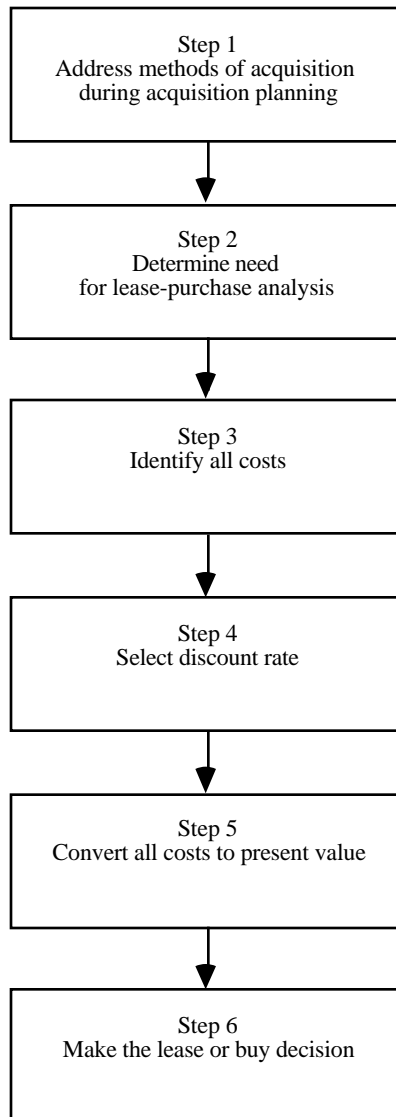 Step 1
Address methods of acquisition
during acquisition planning
Step 2
Determine need
for lease-purchase analysis
Step 3
Identify all costs
Step 4
Select discount rate
Step 5
Convert all costs to present value
Step 6
Make the lease or buy decision